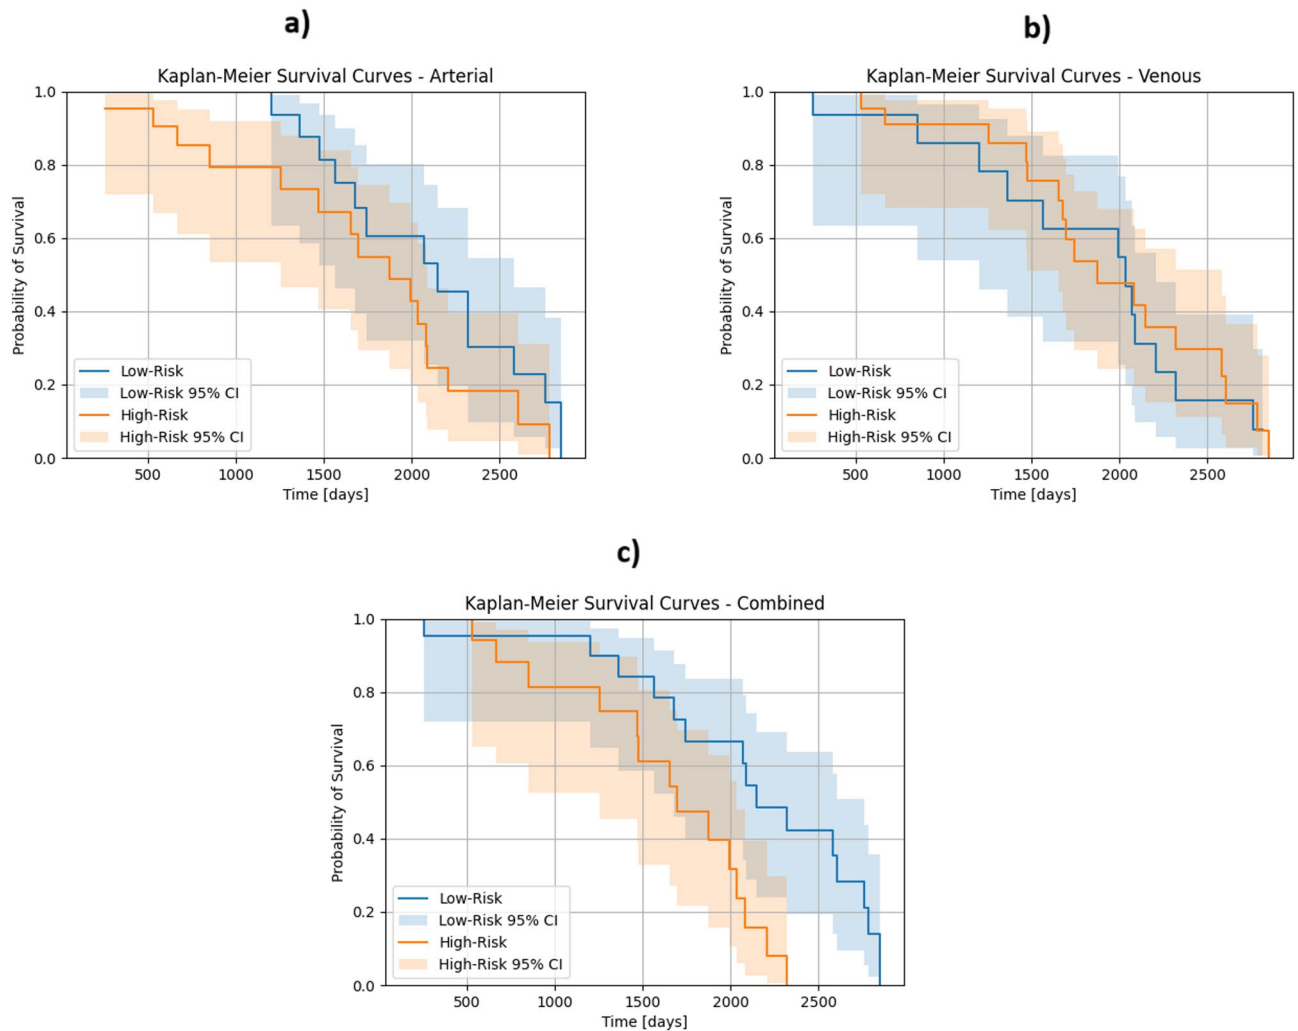 a)
Kaplan-Meier Survival Curves - Arterial
1.0
0.8
0.6
0.4
0.2
0.0
Probability of Survival
Low-Risk
Low-Risk 95% CI
High-Risk
High-Risk 95% CI
500 1000 1500 2000 2500
Time [days]
b)
Kaplan-Meier Survival Curves - Venous
1.0
0.8
0.6
0.4
0.2
0.0
Probability of Survival
Low-Risk
Low-Risk 95% CI
High-Risk
High-Risk 95% CI
500 1000 1500 2000 2500
Time [days]
c)
Kaplan-Meier Survival Curves - Combined
1.0
0.8
0.6
0.4
0.2
0.0
Probability of Survival
Low-Risk
Low-Risk 95% CI
High-Risk
High-Risk 95% CI
500 1000 1500 2000 2500
Time [days]